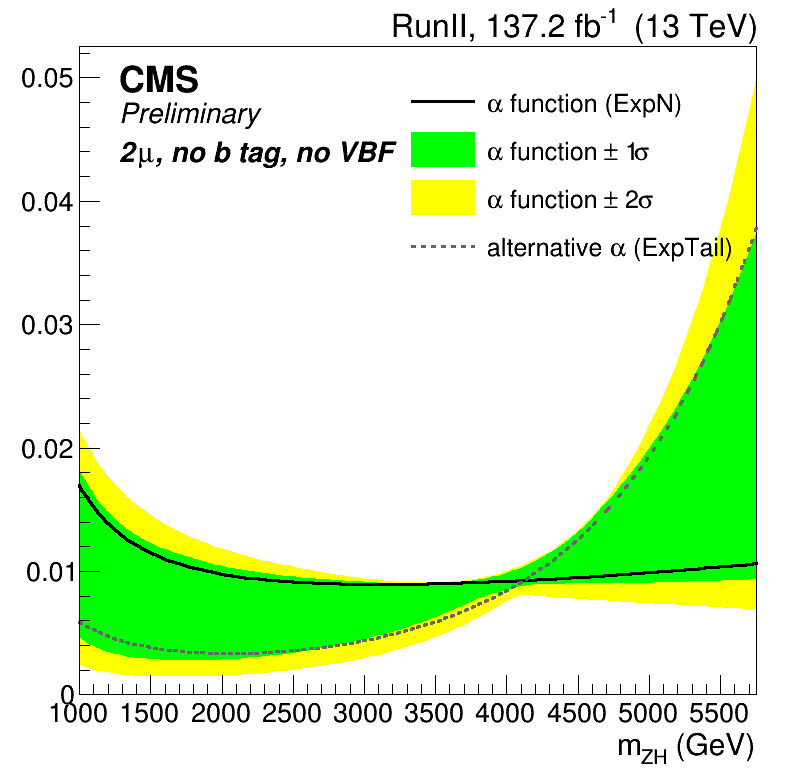 RunII, 137.2 fb-1 (13 TeV)
CMS
Preliminary
2μ, no b tag, no VBF
α function (ExpN)
α function ± 1σ
α function ± 2σ
alternative α (ExpTail)
0.05
0.04
0.03
0.02
0.01
0
1000 1500 2000 2500 3000 3500 4000 4500 5000 5500
mZH (GeV)